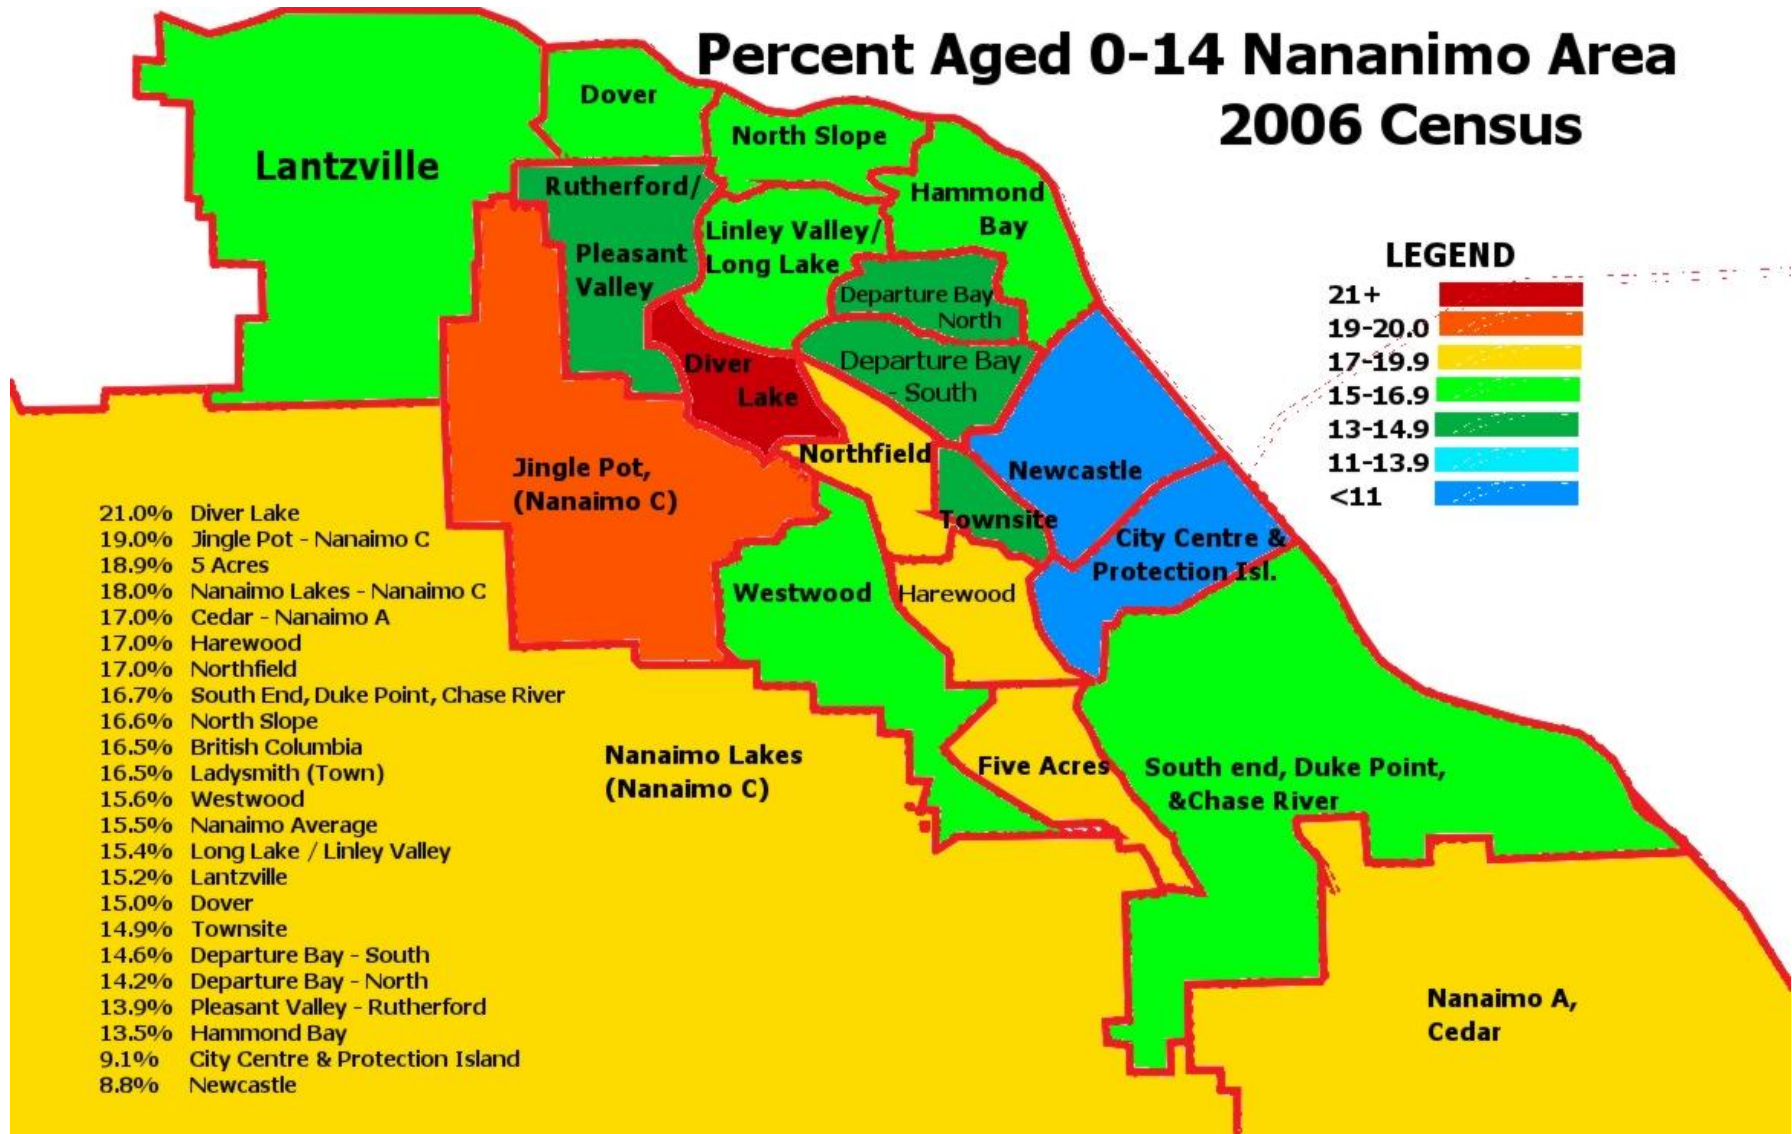 Percent Aged 0-14 Nananimo Area
2006 Census
Dover
North Slope
Lantzville
Rutherford/
Pleasant
Valley
Hammond
Bay
Linley Valley/
Long Lake
Departure Bay
North
Departure Bay
- South
Diver
Lake
Northfield
Newcastle
Jingle Pot,
(Nanaimo C)
Townsite
City Centre &
Protection Isl.
Westwood
Harewood
Nanaimo Lakes
(Nanaimo C)
Five Acres
South end, Duke Point,
&Chase River
Nanaimo A,
Cedar
LEGEND
21+
19-20.0
17-19.9
15-16.9
13-14.9
11-13.9
<11
21.0% Diver Lake
19.0% Jingle Pot - Nanaimo C
18.9% 5 Acres
18.0% Nanaimo Lakes - Nanaimo C
17.0% Cedar - Nanaimo A
17.0% Harewood
17.0% Northfield
16.7% South End, Duke Point, Chase River
16.6% North Slope
16.5% British Columbia
16.5% Ladysmith (Town)
15.6% Westwood
15.5% Nanaimo Average
15.4% Long Lake / Linley Valley
15.2% Lantzville
15.0% Dover
14.9% Townsite
14.6% Departure Bay - South
14.2% Departure Bay - North
13.9% Pleasant Valley - Rutherford
13.5% Hammond Bay
9.1% City Centre & Protection Island
8.8% Newcastle